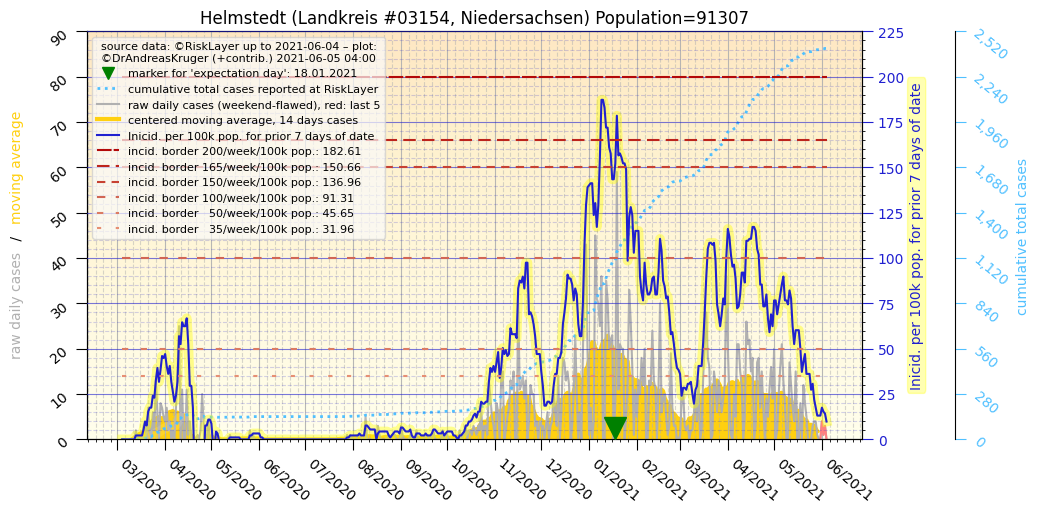 Helmstedt (Landkreis #03154, Niedersachsen) Population=91307
source data: ©RiskLayer up to 2021-06-04 – plot:
©DrAndreasKruger (+contrib.) 2021-06-05 04:00
marker for 'expectation day': 18.01.2021
cumulative total cases reported at RiskLayer
raw daily cases (weekend-flawed), red: last 5
centered moving average, 14 days cases
Inicid. per 100k pop. for prior 7 days of date
incid. border 200/week/100k pop.: 182.61
incid. border 165/week/100k pop.: 150.66
incid. border 150/week/100k pop.: 136.96
incid. border 100/week/100k pop.: 91.31
incid. border   50/week/100k pop.: 45.65
incid. border   35/week/100k pop.: 31.96
raw daily cases / moving average
90
80
70
60
50
40
30
20
10
0
03/2020
04/2020
05/2020
06/2020
07/2020
08/2020
09/2020
10/2020
11/2020
12/2020
01/2021
02/2021
03/2021
04/2021
05/2021
06/2021
225
200
175
150
125
100
75
50
25
0
Inicid. per 100k pop. for prior 7 days of date
2,520
2,240
1,960
1,680
1,400
1,120
840
560
280
0
cumulative total cases